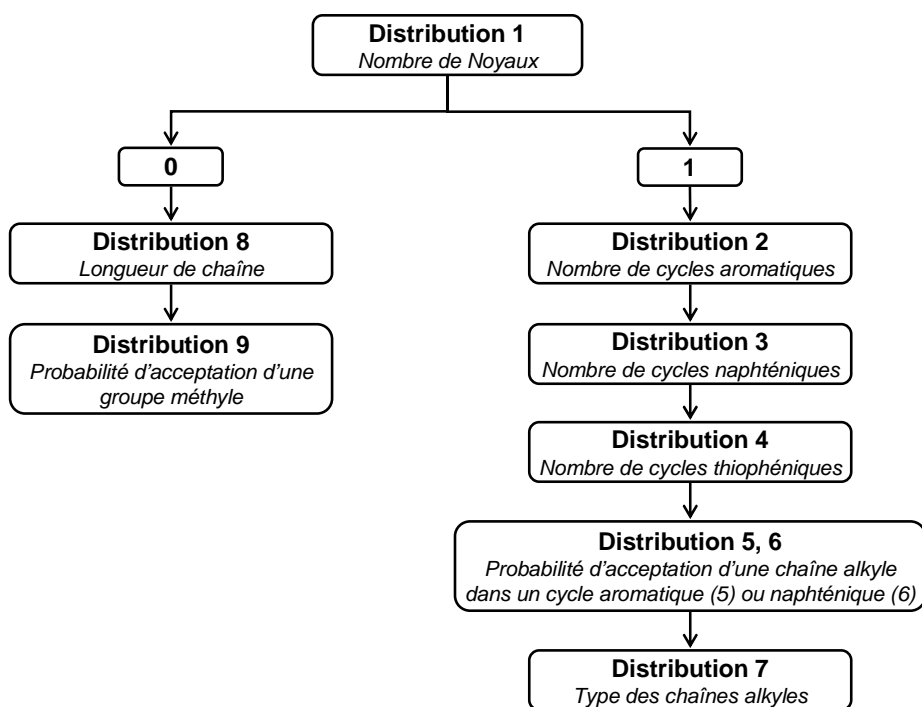 Distribution 1
Nombre de Noyaux
0
1
Distribution 8
Longueur de chaîne
Distribution 9
Probabilité d'acceptation d'une
groupe méthyle
Distribution 2
Nombre de cycles aromatiques
Distribution 3
Nombre de cycles naphténiques
Distribution 4
Nombre de cycles thiophéniques
Distribution 5, 6
Probabilité d'acceptation d'une chaîne alkyle
dans un cycle aromatique (5) ou naphténique (6)
Distribution 7
Type des chaînes alkyles